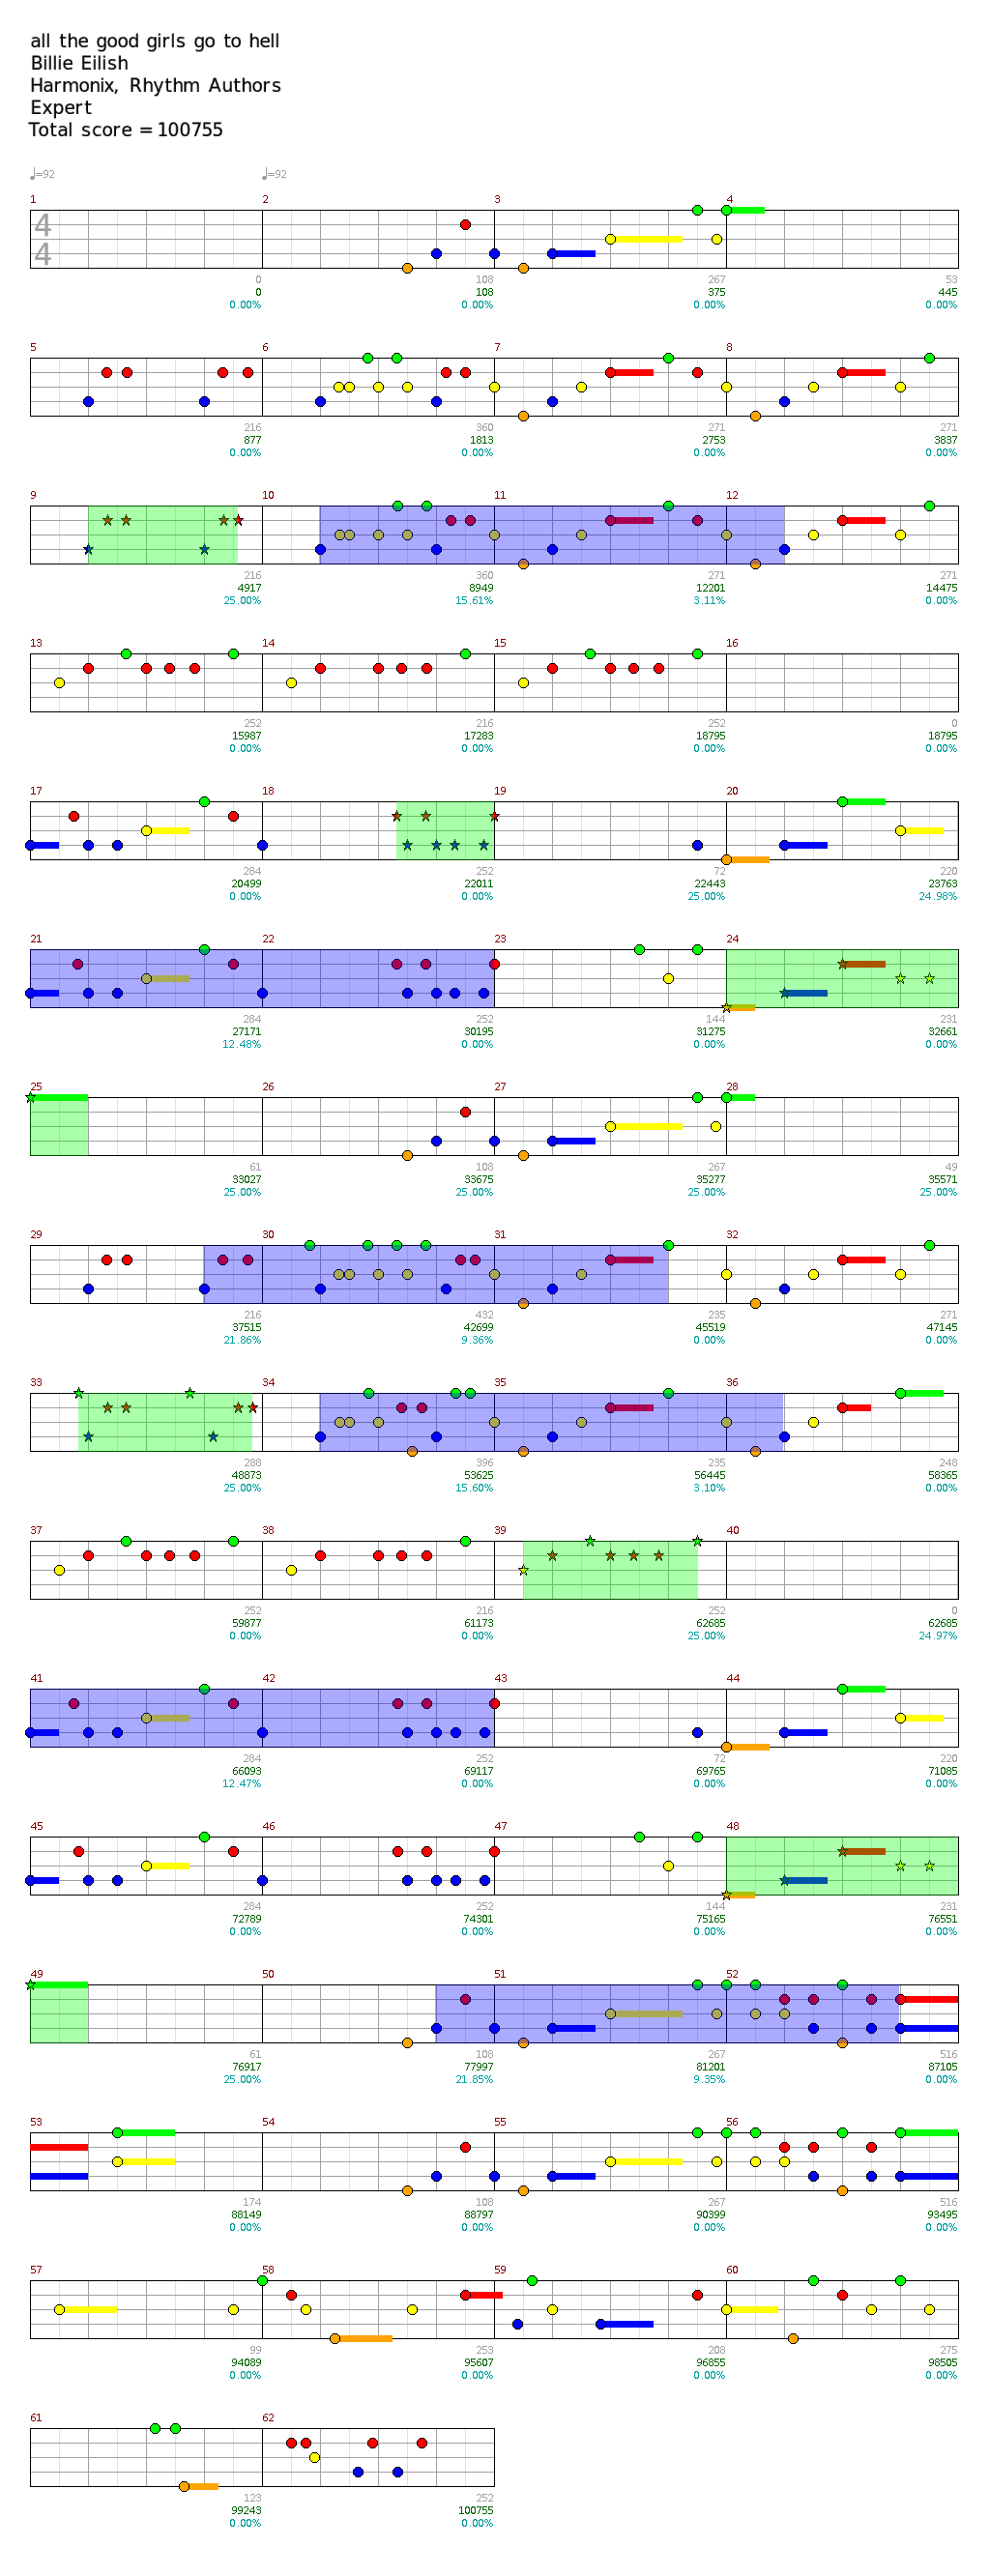 all the good girls go to hell
Billie Eilish
Harmonix, Rhythm Authors
Expert
Total score = 100755
♩=92 ♩=92
1 2 3 4
4
4
0 108 267 53
0 108 375 445
0.00% 0.00% 0.00% 0.00%
5 6 7 8
216 360 271 271
877 1813 2753 3837
0.00% 0.00% 0.00% 0.00%
9 10 11 12
216 360 271 271
4917 8949 12201 14475
25.00% 15.61% 3.11% 0.00%
13 14 15 16
252 216 252 0
15987 17283 18795 18795
0.00% 0.00% 0.00% 0.00%
17 18 19 20
284 252 72 220
20499 22011 22443 23763
0.00% 0.00% 25.00% 24.98%
21 22 23 24
284 252 144 231
27171 30195 31275 32661
12.48% 0.00% 0.00% 0.00%
25 26 27 28
61 108 267 49
33027 33675 35277 35571
25.00% 25.00% 25.00% 25.00%
29 30 31 32
216 432 235 271
37515 42699 45519 47145
21.86% 9.36% 0.00% 0.00%
33 34 35 36
288 396 235 248
48873 53625 56445 58365
25.00% 15.60% 3.10% 0.00%
37 38 39 40
252 216 252 0
59877 61173 62685 62685
0.00% 0.00% 25.00% 24.97%
41 42 43 44
284 252 72 220
66093 69117 69765 71085
12.47% 0.00% 0.00% 0.00%
45 46 47 48
284 252 144 231
72789 74301 75165 76551
0.00% 0.00% 0.00% 0.00%
49 50 51 52
61 108 267 516
76917 77997 81201 87105
25.00% 21.85% 9.35% 0.00%
53 54 55 56
174 108 267 516
88149 88797 90399 93495
0.00% 0.00% 0.00% 0.00%
57 58 59 60
99 253 208 275
94089 95607 96855 98505
0.00% 0.00% 0.00% 0.00%
61 62
123 252
99243 100755
0.00% 0.00%